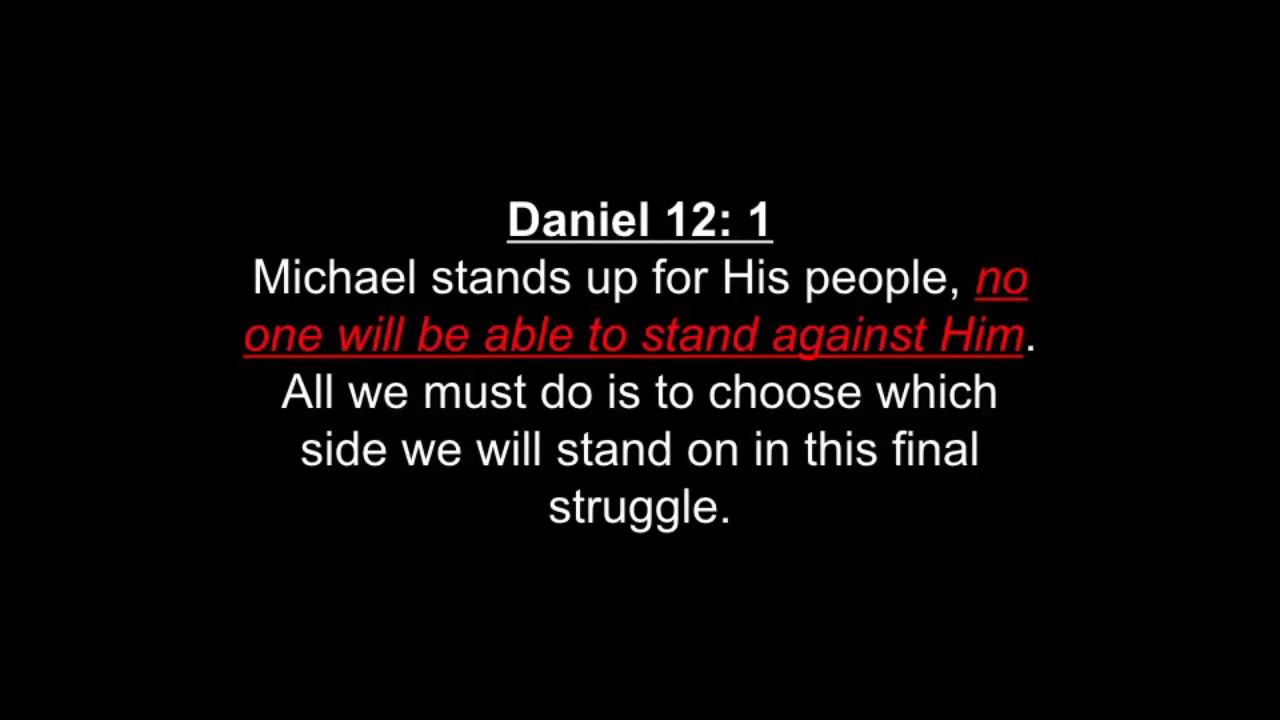 Daniel 12: 1
Michael stands up for His people, no
one will be able to stand against Him.
All we must do is to choose which
side we will stand on in this final
struggle.